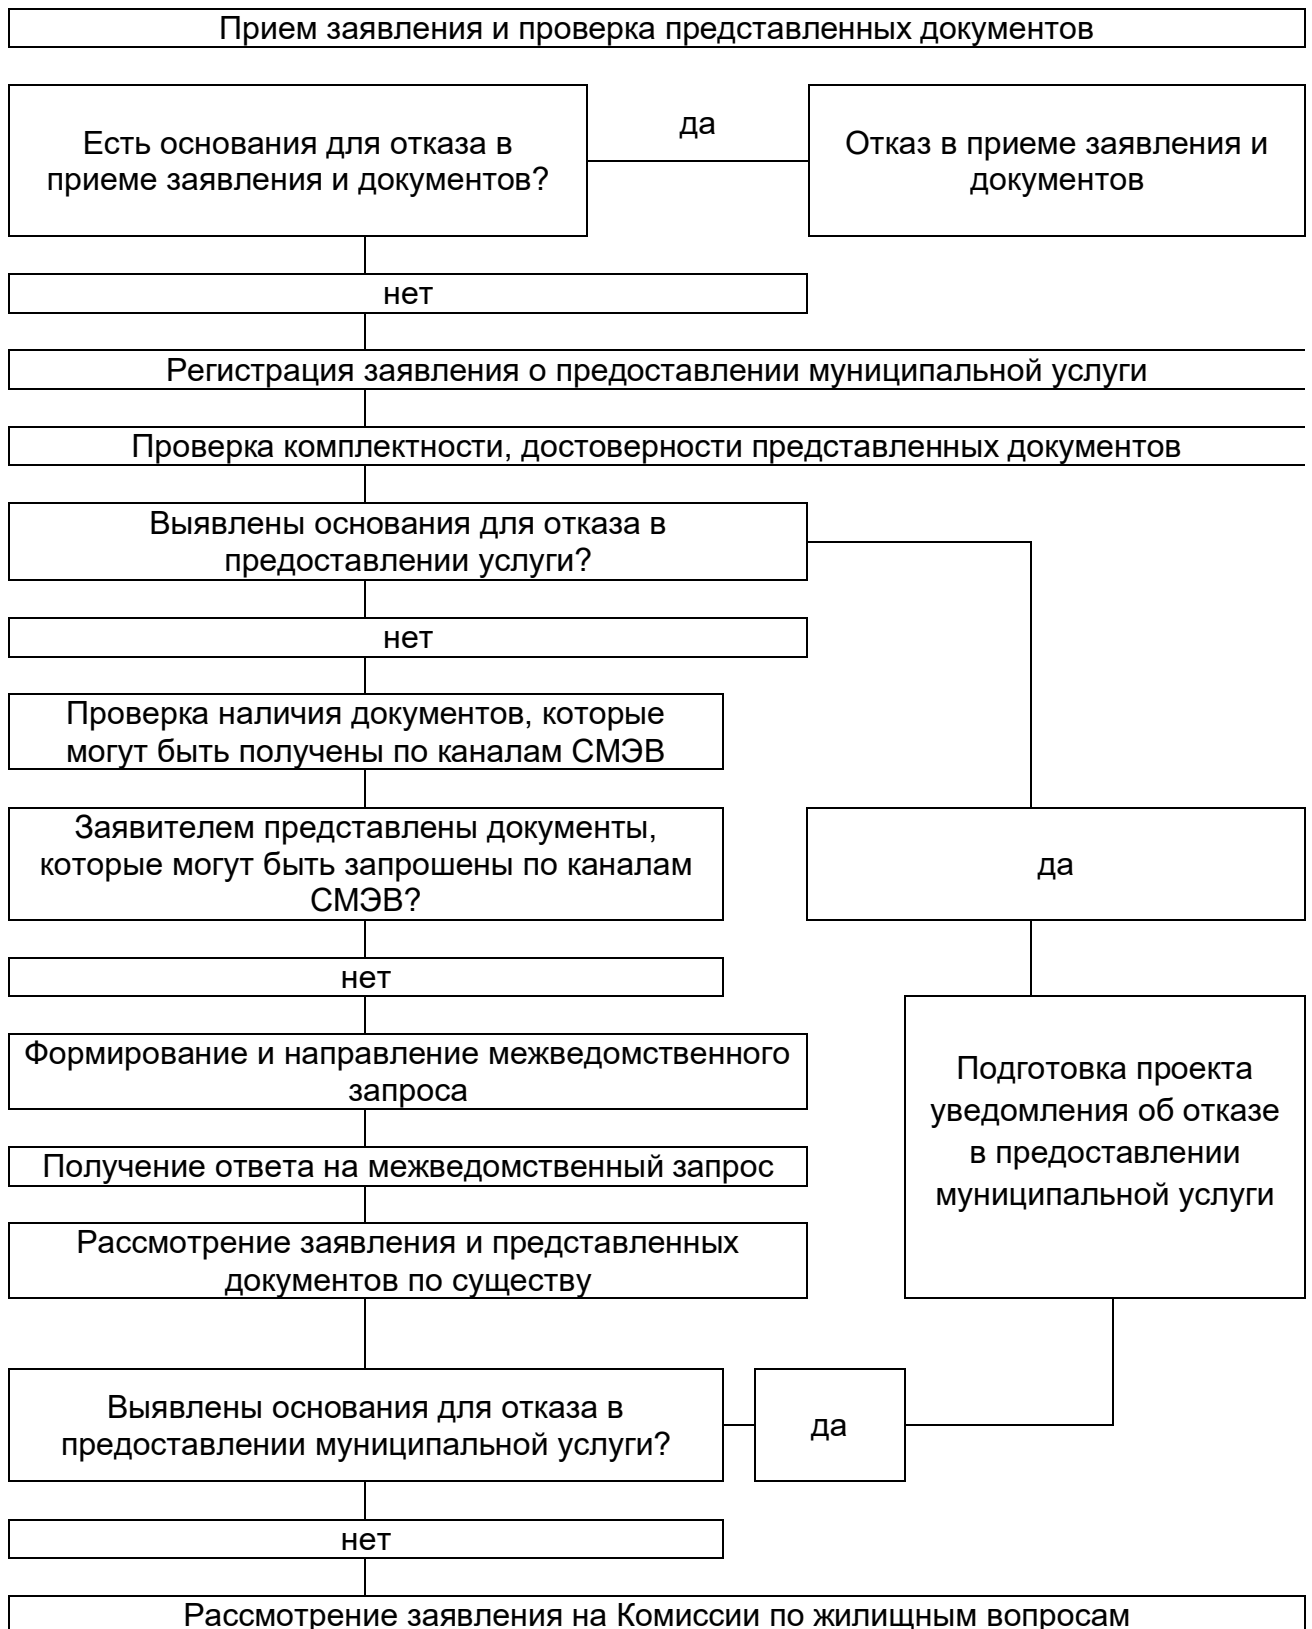 Прием заявления и проверка представленных документов
Есть основания для отказа в
приеме заявления и документов?
да
Отказ в приеме заявления и
документов
нет
Регистрация заявления о предоставлении муниципальной услуги
Проверка комплектности, достоверности представленных документов
Выявлены основания для отказа в
предоставлении услуги?
нет
Проверка наличия документов, которые
могут быть получены по каналам СМЭВ
Заявителем представлены документы,
которые могут быть запрошены по каналам
СМЭВ?
да
нет
Формирование и направление межведомственного
запроса
Подготовка проекта
уведомления об отказе
в предоставлении
муниципальной услуги
Получение ответа на межведомственный запрос
Рассмотрение заявления и представленных
документов по существу
Выявлены основания для отказа в
предоставлении муниципальной услуги?
да
нет
Рассмотрение заявления на Комиссии по жилищным вопросам